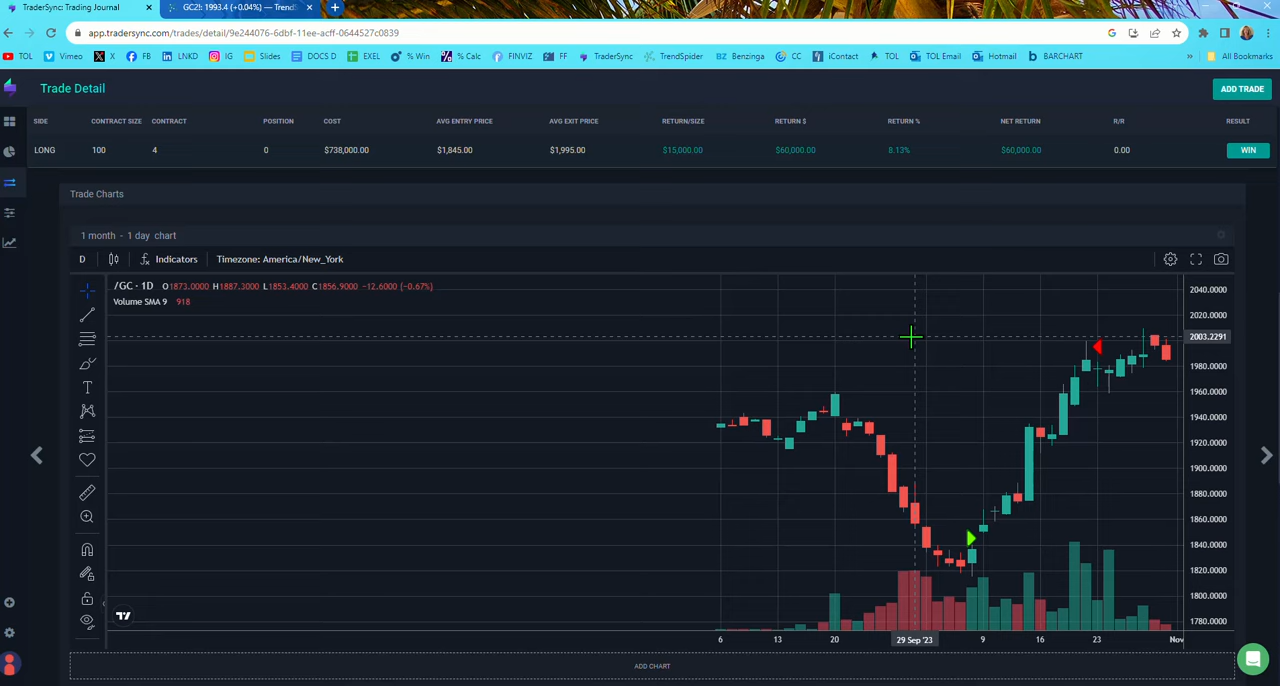 TraderSync: Trading Journal
GC2!: 1993.4 (+0.04%) — TrendS
app.tradersync.com/trades/detail/9e244076-6dbf-11ee-acff-0644527c0839
TOL Vimeo X FB LNKD IG Slides DOCS D EXEL % Win % Calc FINVIZ FF TraderSync TrendSpider BZ Benzinga CC iContact TOL TOL Email Hotmail b BARCHART » All Bookmarks
Trade Detail
ADD TRADE
SIDE CONTRACT SIZE CONTRACT POSITION COST AVG ENTRY PRICE AVG EXIT PRICE RETURN/SIZE RETURN $ RETURN % NET RETURN R/R RESULT
LONG 100 4 0 $738,000.00 $1,845.00 $1,995.00 $15,000.00 $60,000.00 8.13% $60,000.00 0.00 WIN
Trade Charts
1 month - 1 day chart
D Indicators Timezone: America/New_York
/GC · 1D O1873.0000 H1887.3000 L1853.4000 C1856.9000 -12.6000 (-0.67%)
Volume SMA 9 918
2040.0000
2020.0000
2003.2291
1980.0000
1960.0000
1940.0000
1920.0000
1900.0000
1880.0000
1860.0000
1840.0000
1820.0000
1800.0000
1780.0000
6 13 20 29 Sep '23 9 16 23 Nov
ADD CHART